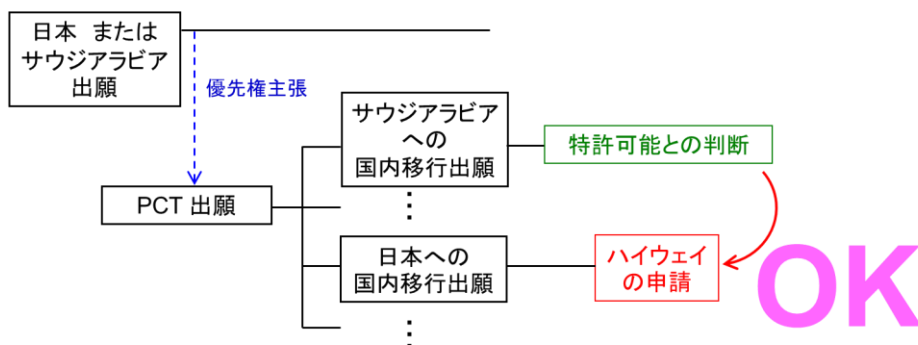 日本 または
サウジアラビア
出願
優先権主張
サウジアラビア
への
国内移行出願
特許可能との判断
⋮
PCT 出願
日本への
国内移行出願
ハイウェイ
の申請
OK
⋮